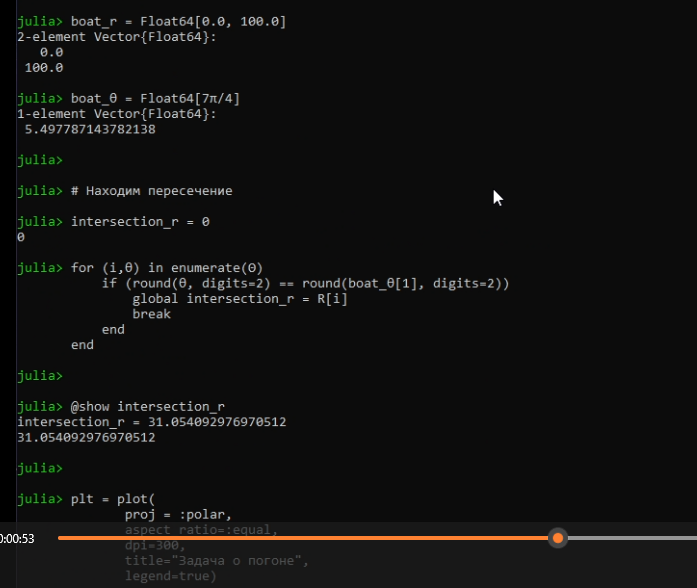 julia> boat_r = Float64[0.0, 100.0]
2-element Vector{Float64}:
   0.0
 100.0
julia> boat_θ = Float64[7π/4]
1-element Vector{Float64}:
 5.497787143782138
julia>
julia> # Находим пересечение
julia> intersection_r = 0
0
julia> for (i,θ) in enumerate(Θ)
           if (round(θ, digits=2) == round(boat_θ[1], digits=2))
               global intersection_r = R[i]
               break
           end
       end
julia>
julia> @show intersection_r
intersection_r = 31.054092976970512
31.054092976970512
julia>
julia> plt = plot(
              proj = :polar,
              aspect_ratio=:equal,
0:00:53
              dpi=300,
              title="Задача о погоне",
              legend=true)